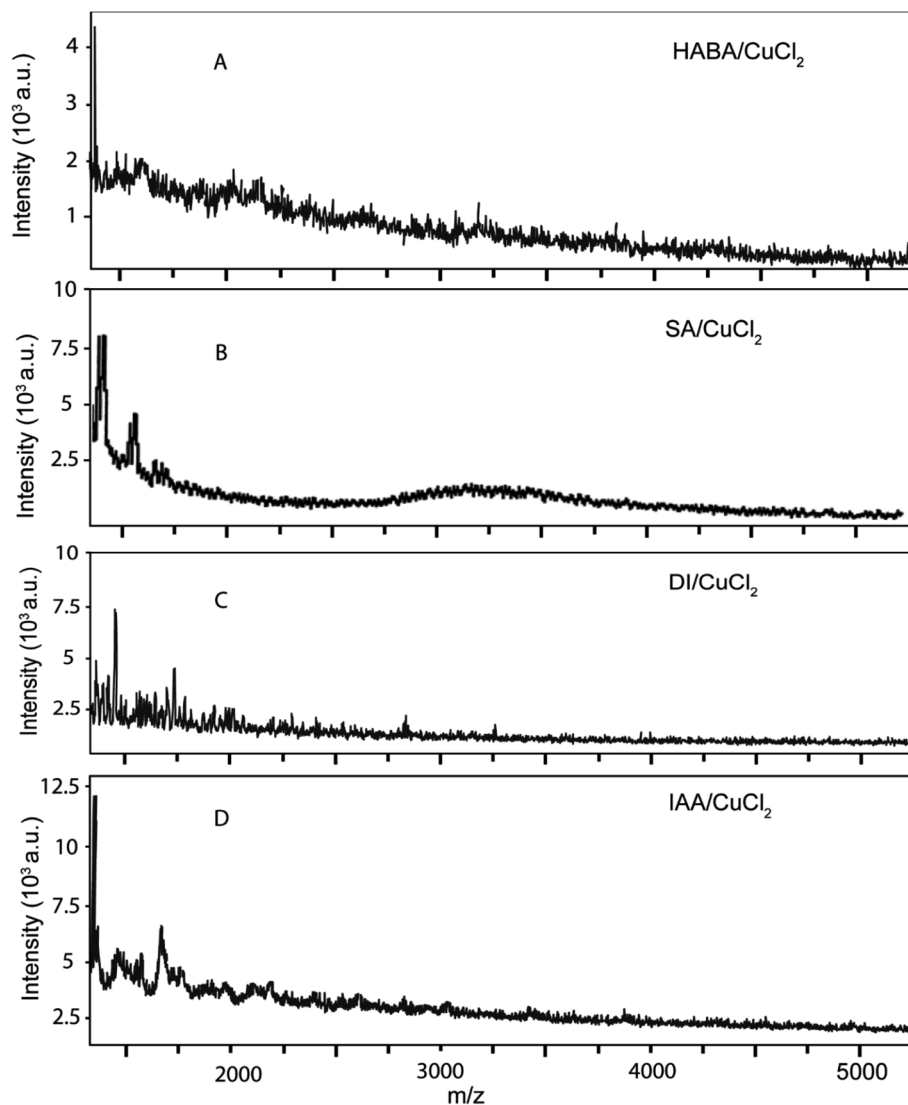 4
A
HABA/CuCl₂
3
2
1
Intensity (10³ a.u.)
10
SA/CuCl₂
7.5
B
5
2.5
Intensity (10³ a.u.)
10
DI/CuCl₂
7.5
C
5
2.5
Intensity (10³ a.u.)
12.5
IAA/CuCl₂
D
10
7.5
5
2.5
Intensity (10³ a.u.)
2000 3000 4000 5000
m/z